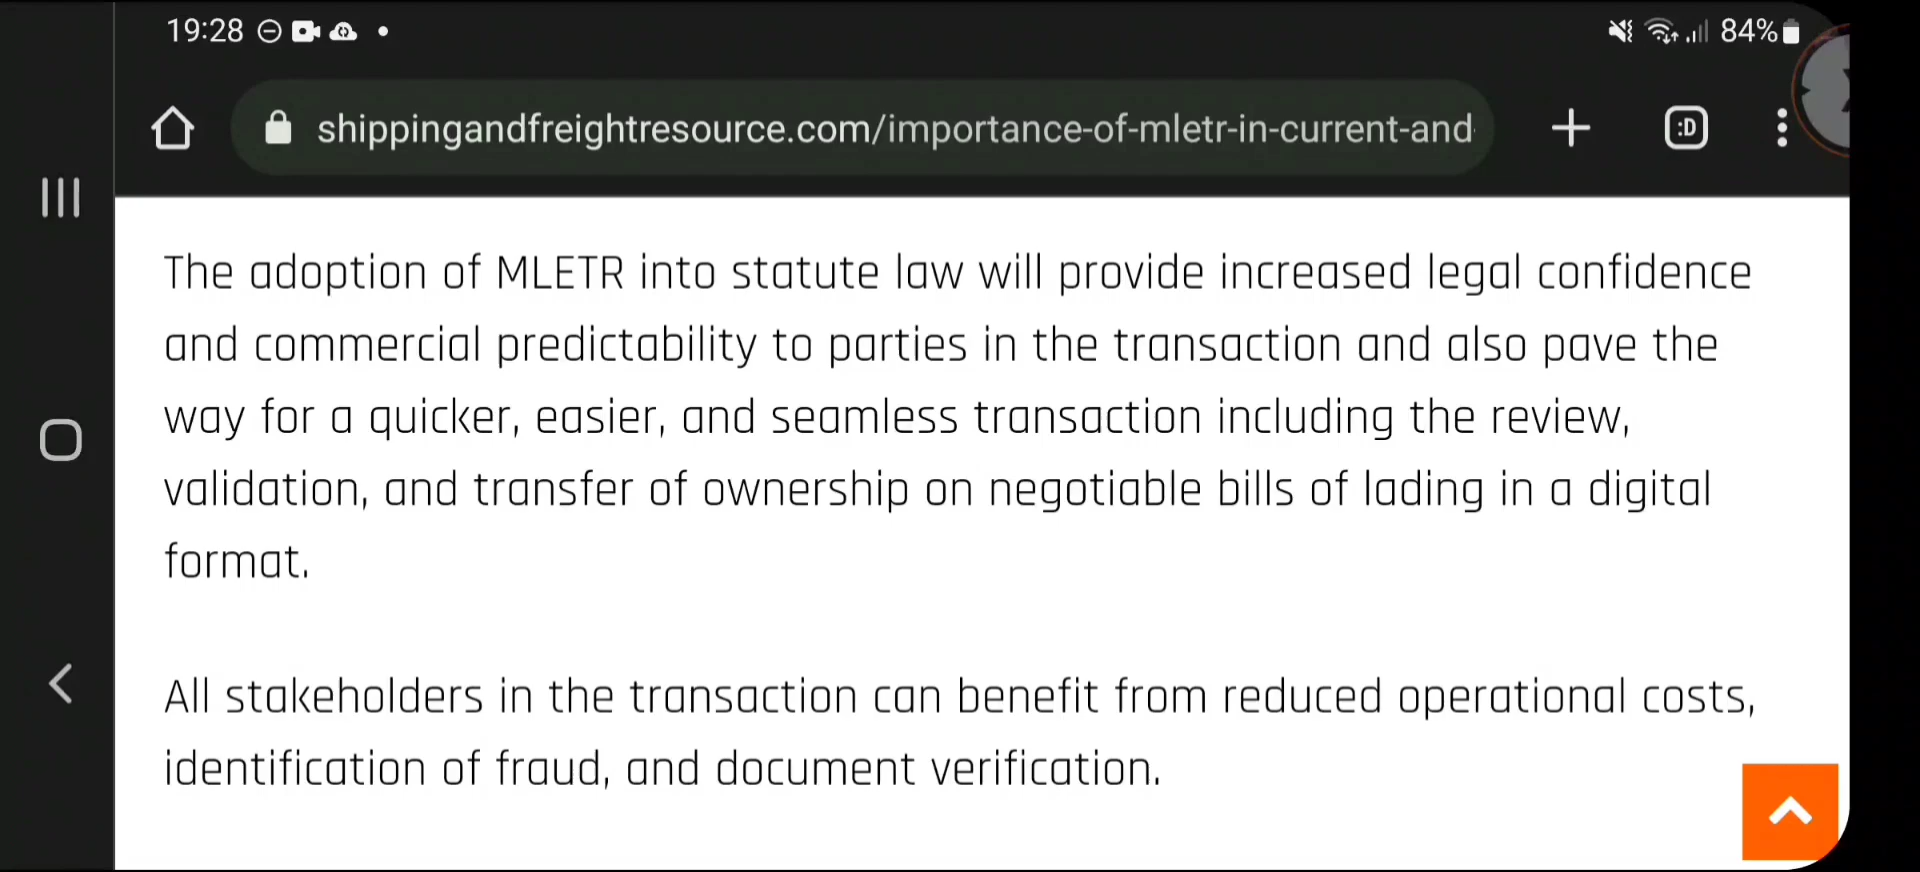 19:28
84%
shippingandfreightresource.com/importance-of-mletr-in-current-and
:D
The adoption of MLETR into statute law will provide increased legal confidence
and commercial predictability to parties in the transaction and also pave the
way for a quicker, easier, and seamless transaction including the review,
validation, and transfer of ownership on negotiable bills of lading in a digital
format.
All stakeholders in the transaction can benefit from reduced operational costs,
identification of fraud, and document verification.